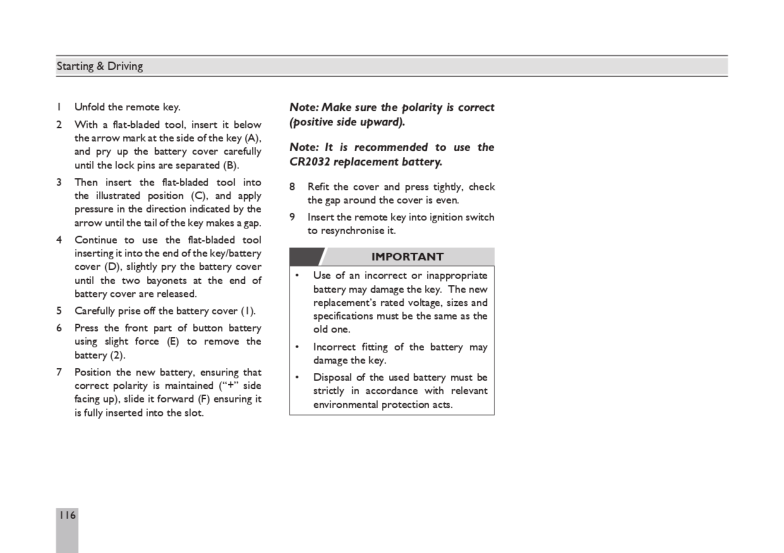 Starting & Driving
1 Unfold the remote key.
2 With a flat-bladed tool, insert it below
the arrow mark at the side of the key (A),
and pry up the battery cover carefully
until the lock pins are separated (B).
3 Then insert the flat-bladed tool into
the illustrated position (C), and apply
pressure in the direction indicated by the
arrow until the tail of the key makes a gap.
4 Continue to use the flat-bladed tool
inserting it into the end of the key/battery
cover (D), slightly pry the battery cover
until the two bayonets at the end of
battery cover are released.
5 Carefully prise off the battery cover (1).
6 Press the front part of button battery
using slight force (E) to remove the
battery (2).
7 Position the new battery, ensuring that
correct polarity is maintained (“+” side
facing up), slide it forward (F) ensuring it
is fully inserted into the slot.
Note: Make sure the polarity is correct
(positive side upward).
Note: It is recommended to use the
CR2032 replacement battery.
8 Refit the cover and press tightly, check
the gap around the cover is even.
9 Insert the remote key into ignition switch
to resynchronise it.
IMPORTANT
• Use of an incorrect or inappropriate
battery may damage the key. The new
replacement’s rated voltage, sizes and
specifications must be the same as the
old one.
• Incorrect fitting of the battery may
damage the key.
• Disposal of the used battery must be
strictly in accordance with relevant
environmental protection acts.
116